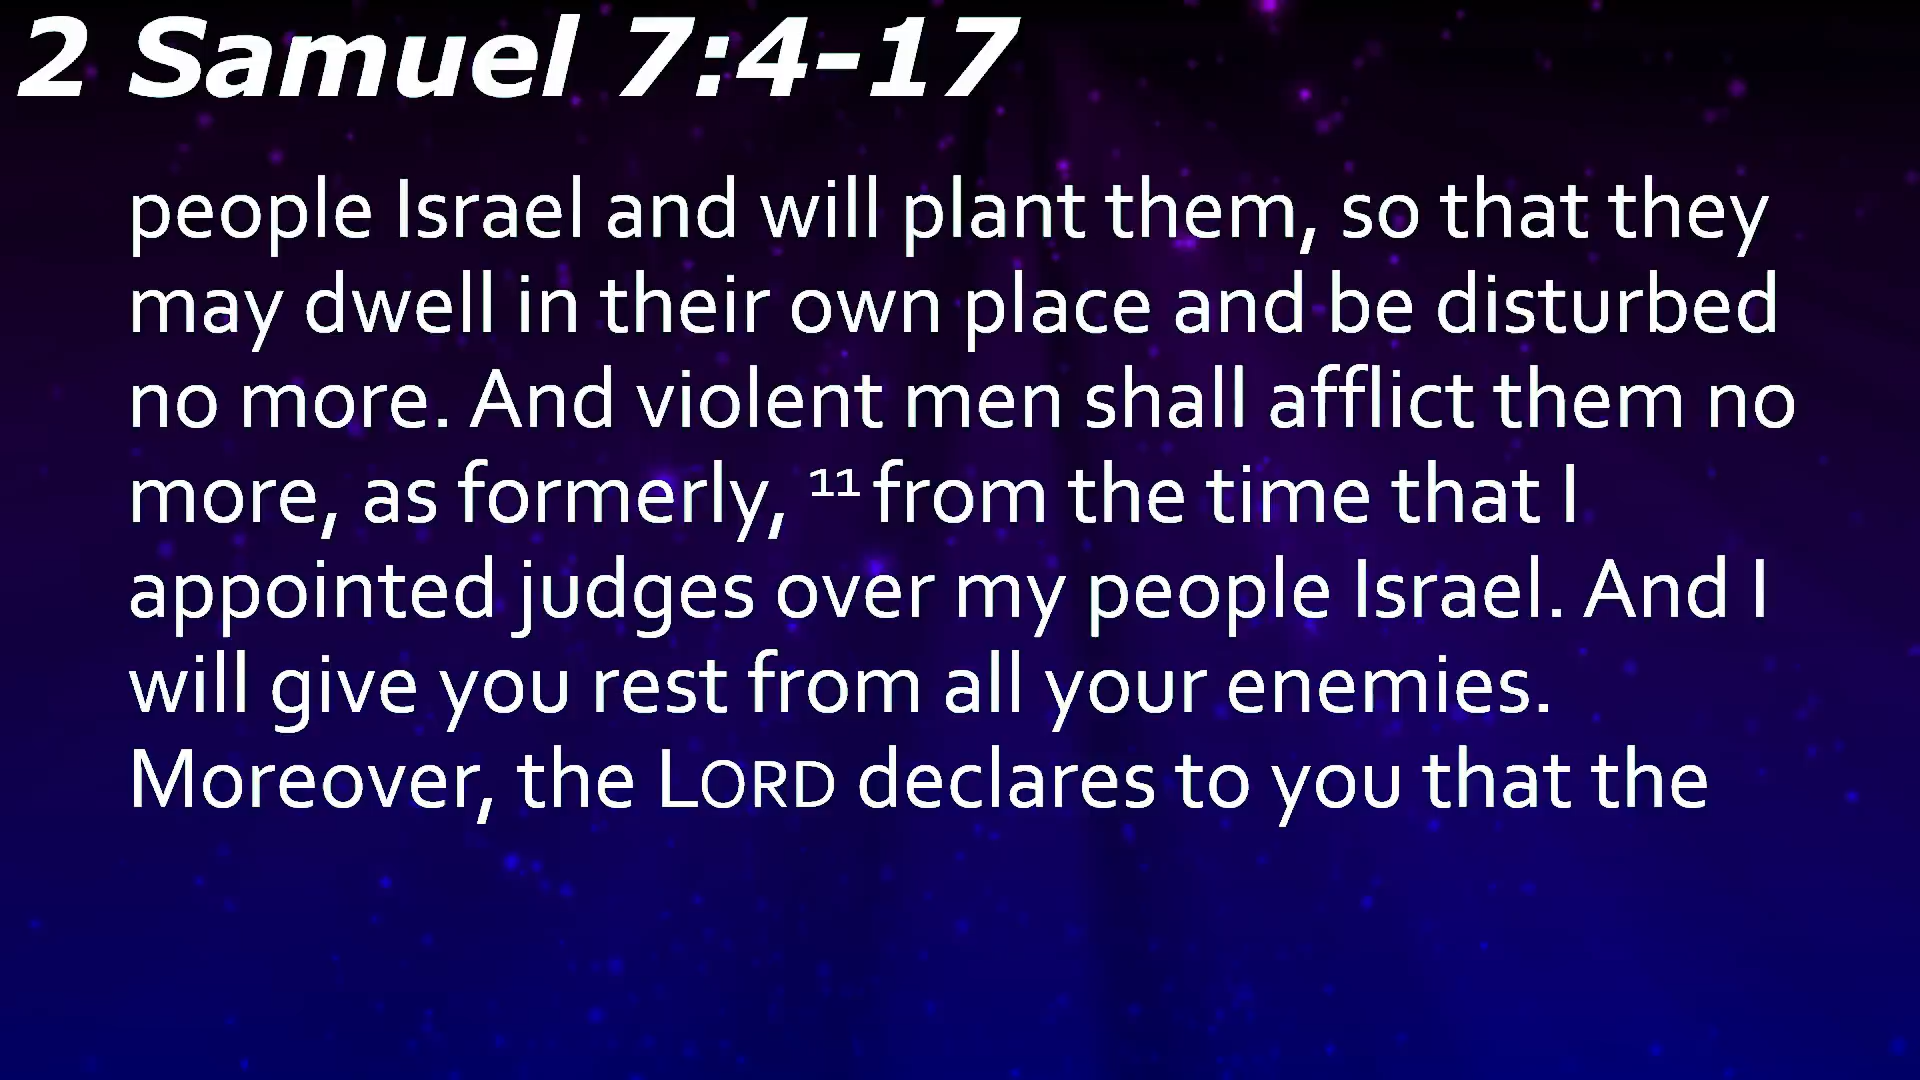 2 Samuel 7:4-17
people Israel and will plant them, so that they
may dwell in their own place and be disturbed
no more. And violent men shall afflict them no
more, as formerly, ¹¹ from the time that I
appointed judges over my people Israel. And I
will give you rest from all your enemies.
Moreover, the LORD declares to you that the